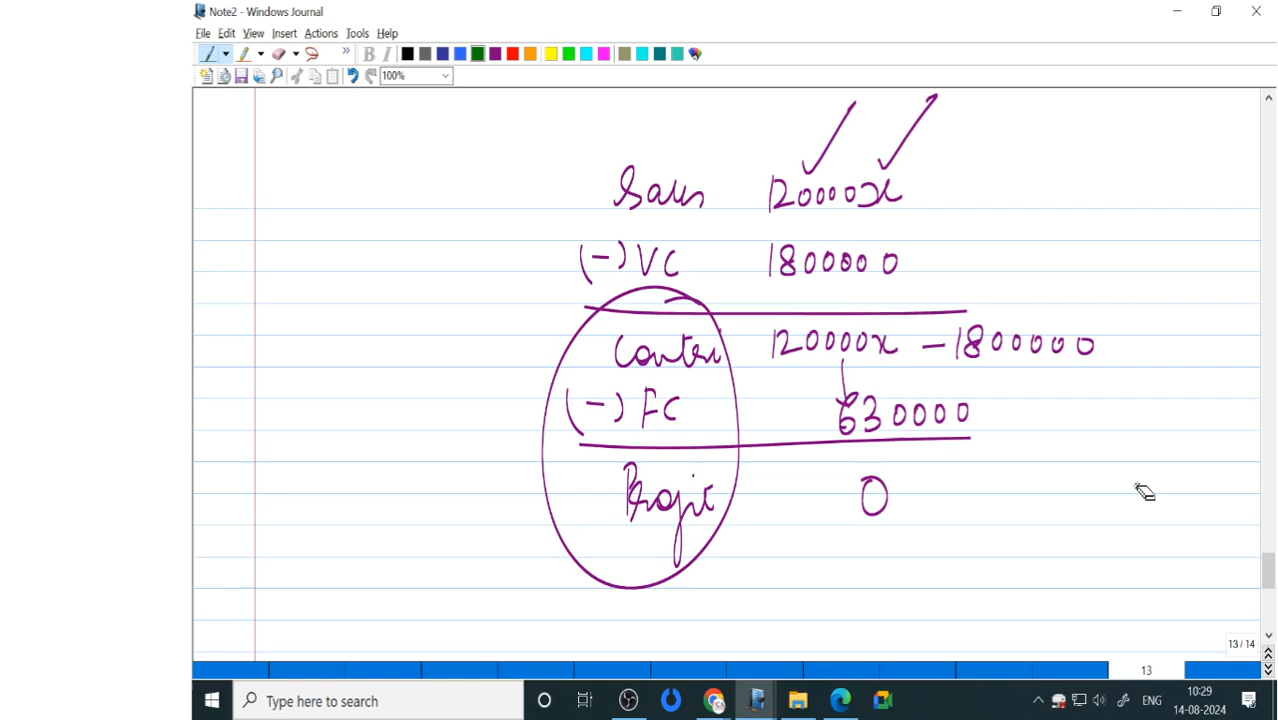 Note2 - Windows Journal
File Edit View Insert Actions Tools Help
B I
100%
Sales 120000x
(-) VC 1800000
Contri 120000x - 1800000
(-) FC 630000
Profit 0
13 / 14
13
Type here to search
ENG
10:29
14-08-2024